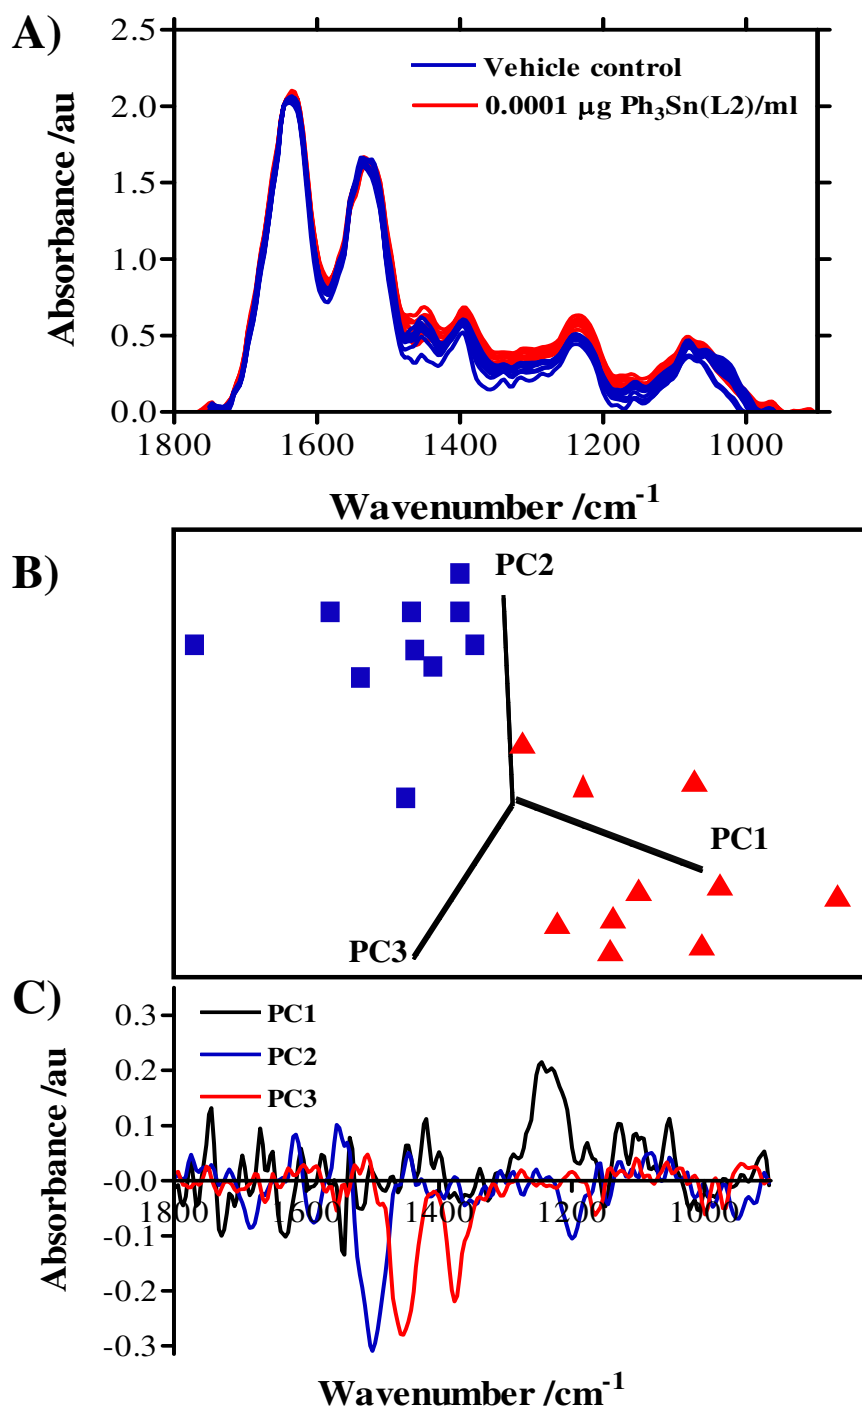 A)
2.5
2.0
1.5
1.0
0.5
0.0
Absorbance /au
Vehicle control
0.0001 µg Ph₃Sn(L2)/ml
1800 1600 1400 1200 1000
Wavenumber /cm⁻¹
B)
PC2
PC1
PC3
C)
0.3
0.2
0.1
-0.0
-0.1
-0.2
-0.3
Absorbance /au
PC1
PC2
PC3
1800 1600 1400 1200 1000
Wavenumber /cm⁻¹